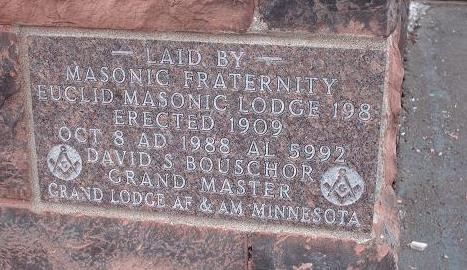 — LAID BY —
MASONIC FRATERNITY
EUCLID MASONIC LODGE 198
ERECTED 1909
OCT 8 AD 1988 AL 5992
DAVID S BOUSCHOR
GRAND MASTER
GRAND LODGE AF & AM MINNESOTA
G
G